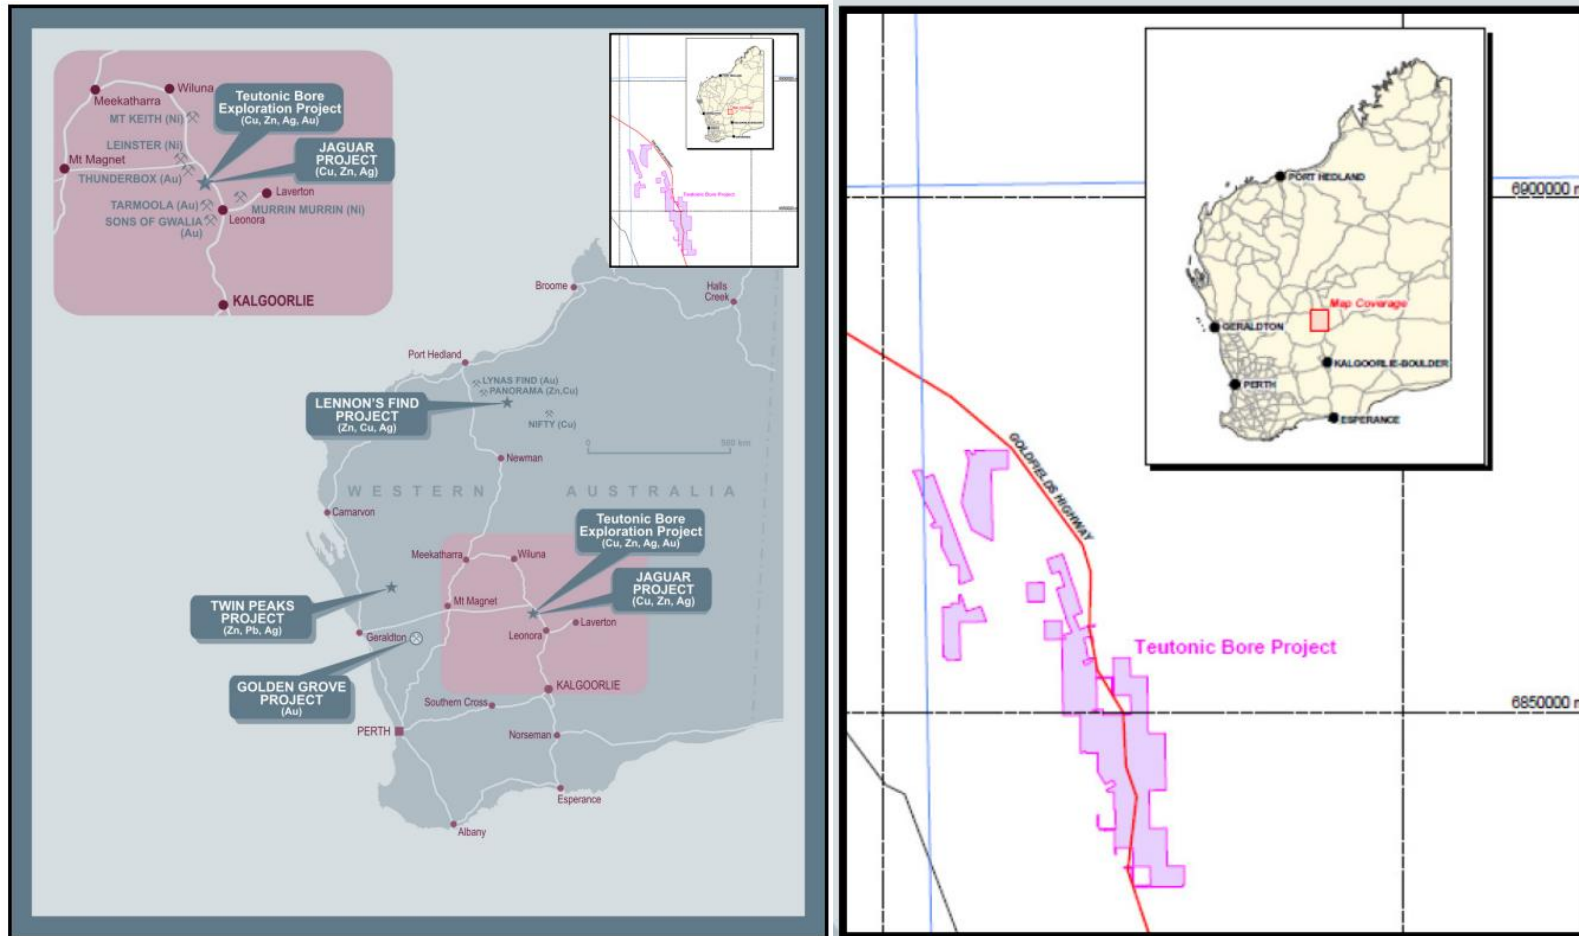 Meekatharra
Wiluna
MT KEITH (Ni)
Teutonic Bore
Exploration Project
(Cu, Zn, Ag, Au)
LEINSTER (Ni)
Mt Magnet
THUNDERBOX (Au)
JAGUAR
PROJECT
(Cu, Zn, Ag)
Laverton
TARMOOLA (Au)
MURRIN MURRIN (Ni)
SONS OF GWALIA
(Au)
Leonora
KALGOORLIE
Teutonic Bore Project
Broome
Halls
Creek
Port Hedland
LYNAS FIND (Au)
PANORAMA (Zn,Cu)
LENNON'S FIND
PROJECT
(Zn, Cu, Ag)
NIFTY (Cu)
0
500 km
Newman
WESTERN AUSTRALIA
Carnarvon
Teutonic Bore
Exploration Project
(Cu, Zn, Ag, Au)
Meekatharra
Wiluna
JAGUAR
PROJECT
(Cu, Zn, Ag)
TWIN PEAKS
PROJECT
(Zn, Pb, Ag)
Mt Magnet
Laverton
Leonora
Geraldton
GOLDEN GROVE
PROJECT
(Au)
KALGOORLIE
Southern Cross
PERTH
Norseman
Esperance
Albany
PORT HEDLAND
6900000 m
Map Coverage
GERALDTON
KALGOORLIE-BOULDER
PERTH
ESPERANCE
GOLDFIELDS HIGHWAY
Teutonic Bore Project
6850000 m